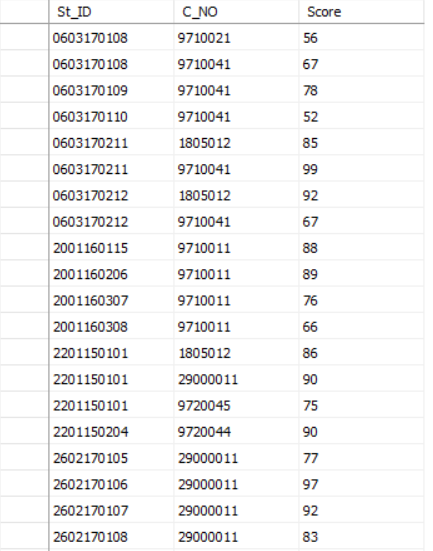 St_ID C_NO Score
0603170108 9710021 56
0603170108 9710041 67
0603170109 9710041 78
0603170110 9710041 52
0603170211 1805012 85
0603170211 9710041 99
0603170212 1805012 92
0603170212 9710041 67
2001160115 9710011 88
2001160206 9710011 89
2001160307 9710011 76
2001160308 9710011 66
2201150101 1805012 86
2201150101 29000011 90
2201150101 9720045 75
2201150204 9720044 90
2602170105 29000011 77
2602170106 29000011 97
2602170107 29000011 92
2602170108 29000011 83